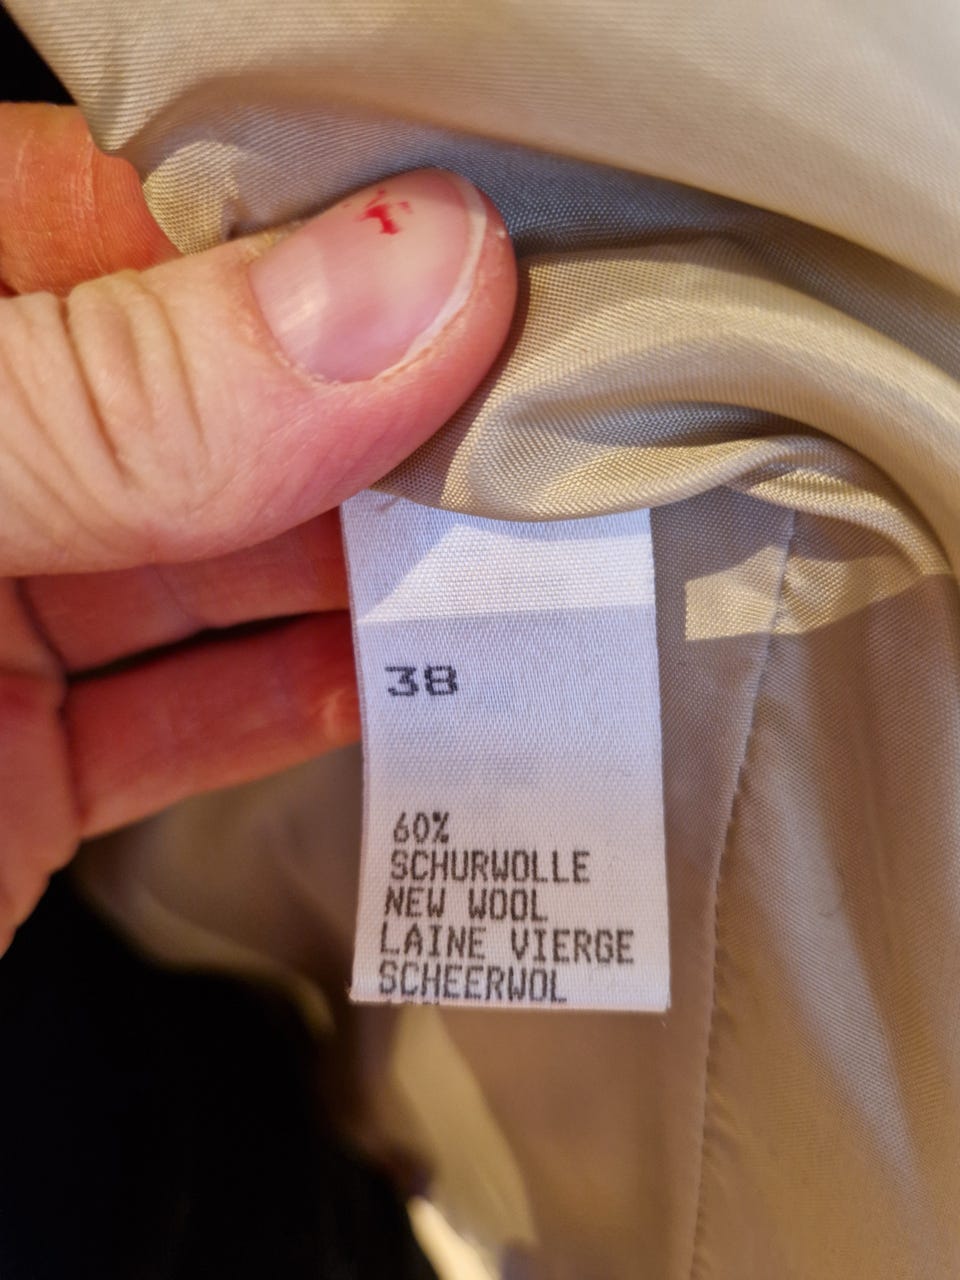 38
60%
SCHURWOLLE
NEW WOOL
LAINE VIERGE
SCHEERWOL